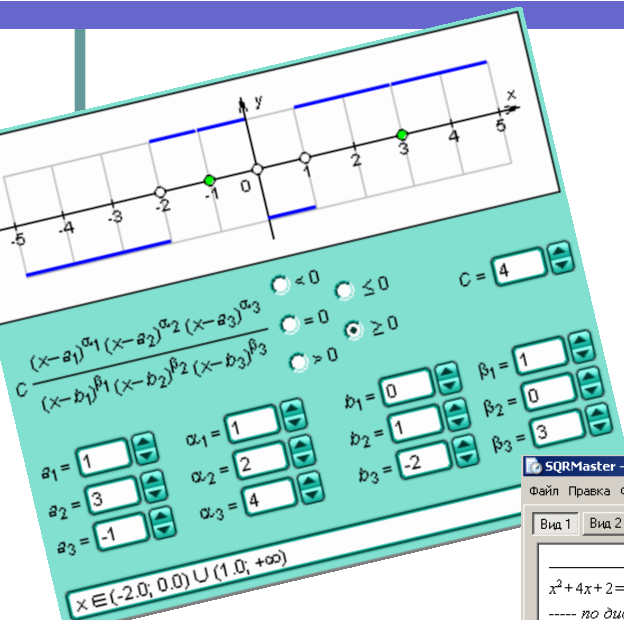 y
x
-5 -4 -3 -2 -1 0 1 2 3 4 5
< 0 ≤ 0
= 0 ≥ 0
> 0
C = 4
C (x−a₁)^α₁ (x−a₂)^α₂ (x−a₃)^α₃
(x−b₁)^β₁ (x−b₂)^β₂ (x−b₃)^β₃
a₁ = 1
a₂ = 3
a₃ = -1
α₁ = 1
α₂ = 2
α₃ = 4
b₁ = 0
b₂ = 1
b₃ = -2
β₁ = 1
β₂ = 0
β₃ = 3
x ∈ (-2.0; 0.0) ∪ (1.0; +∞)
SQRMaster -
Файл Правка
Вид 1 Вид 2
x²+4x+2=
----- по ди